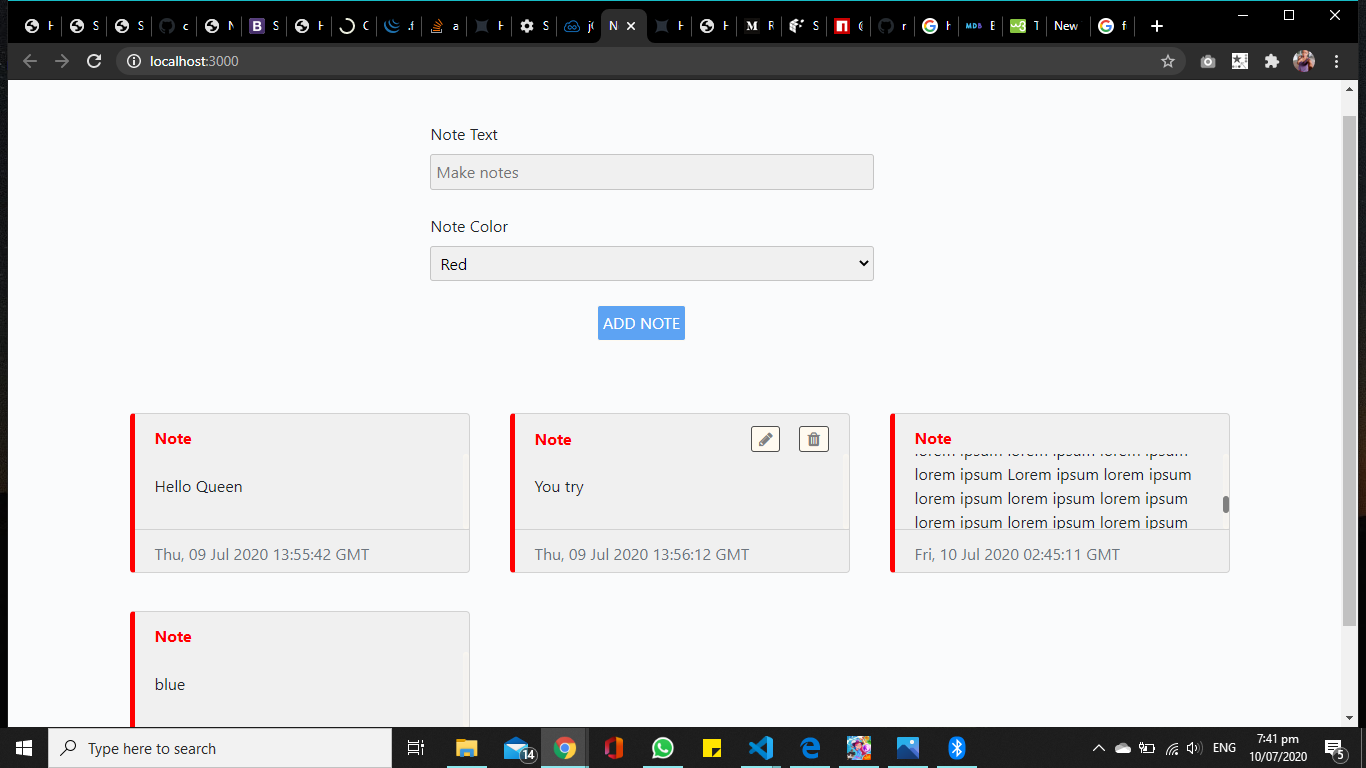 localhost:3000
New
Note Text
Make notes
Note Color
Red
ADD NOTE
Note
Hello Queen
Thu, 09 Jul 2020 13:55:42 GMT
Note
You try
Thu, 09 Jul 2020 13:56:12 GMT
Note
lorem ipsum lorem ipsum lorem ipsum
lorem ipsum Lorem ipsum lorem ipsum
lorem ipsum lorem ipsum lorem ipsum
lorem ipsum lorem ipsum lorem ipsum
Fri, 10 Jul 2020 02:45:11 GMT
Note
blue
Type here to search
14
ENG
7:41 pm
10/07/2020
5